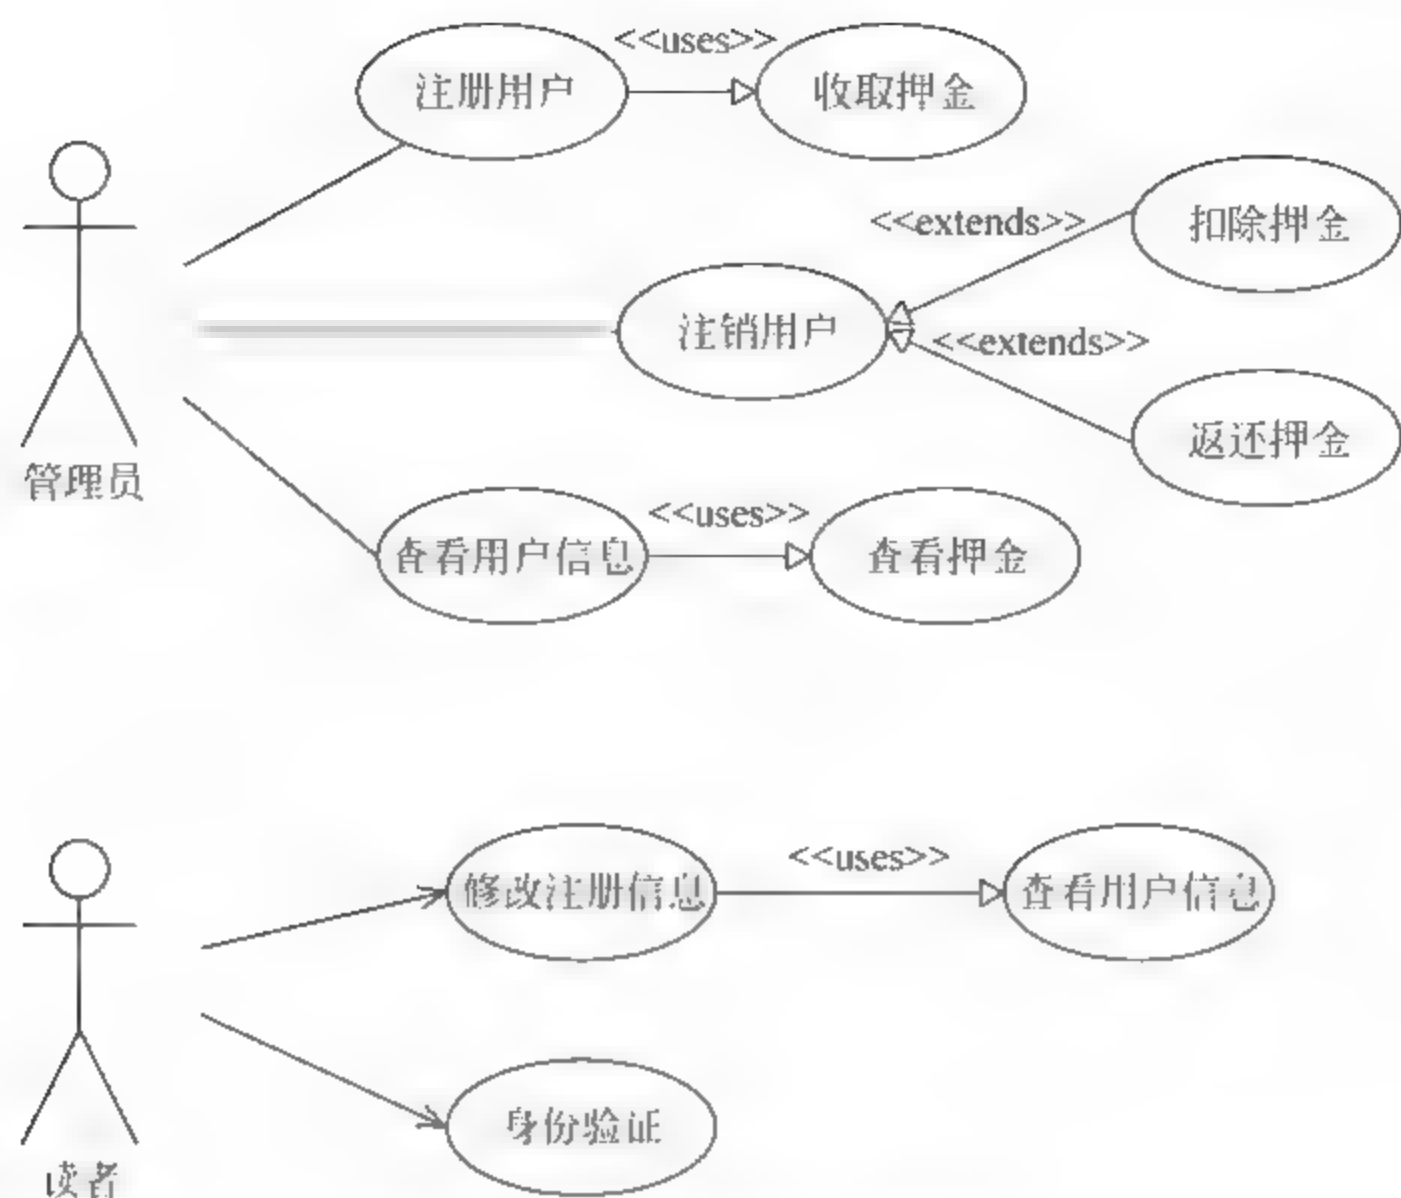 <<uses>>
注册用户
收取押金
<<extends>>
扣除押金
注销用户
<<extends>>
返还押金
管理员
<<uses>>
查看用户信息
查看押金
<<uses>>
修改注册信息
查看用户信息
身份验证
读者